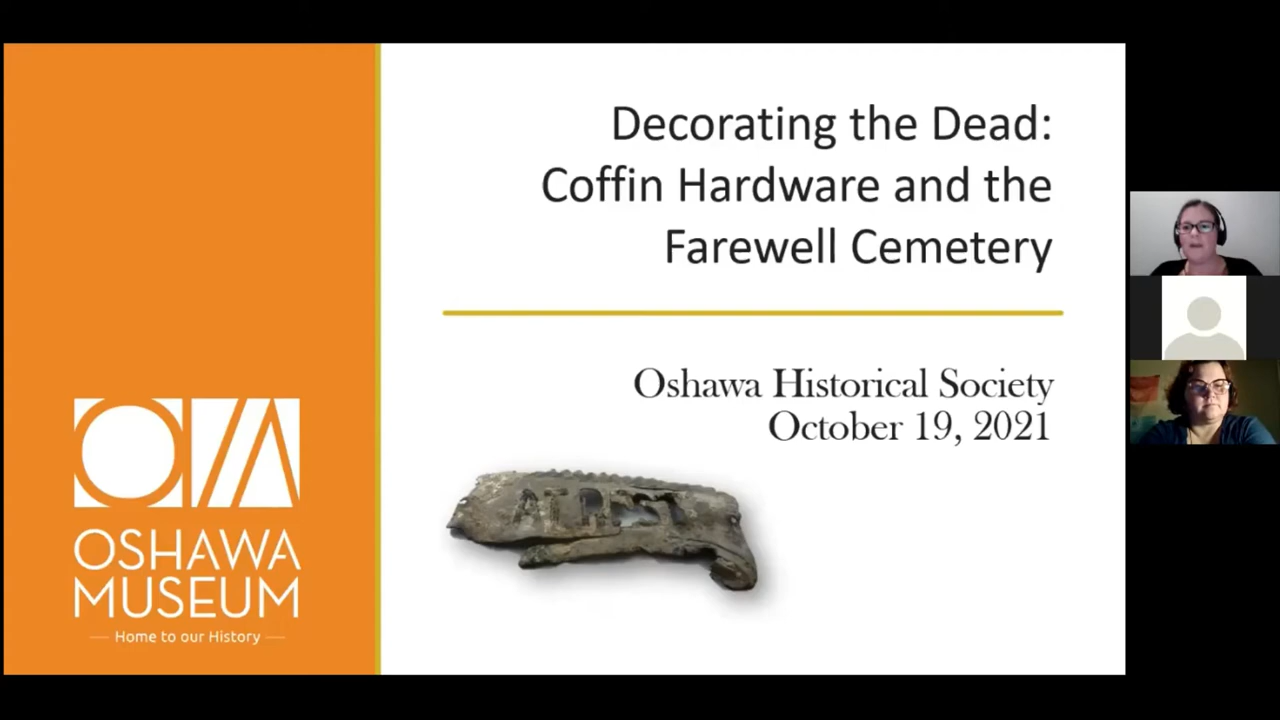 Decorating the Dead:
Coffin Hardware and the
Farewell Cemetery
Oshawa Historical Society
October 19, 2021
AT REST
OM
OSHAWA
MUSEUM
Home to our History